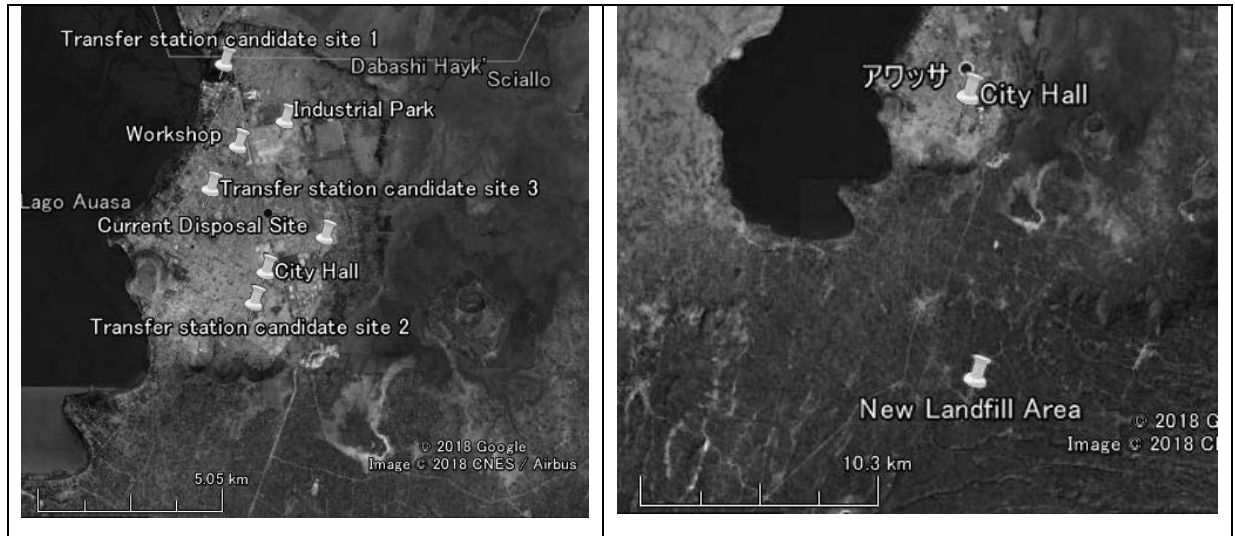 Transfer station candidate site 1
Dabashi Hayk'
Sciallo
Industrial Park
Workshop
Transfer station candidate site 3
Lago Auasa
Current Disposal Site
City Hall
Transfer station candidate site 2
© 2018 Google
Image © 2018 CNES / Airbus
5.05 km
アワッサ
City Hall
New Landfill Area
© 2018 G
Image © 2018 C
10.3 km